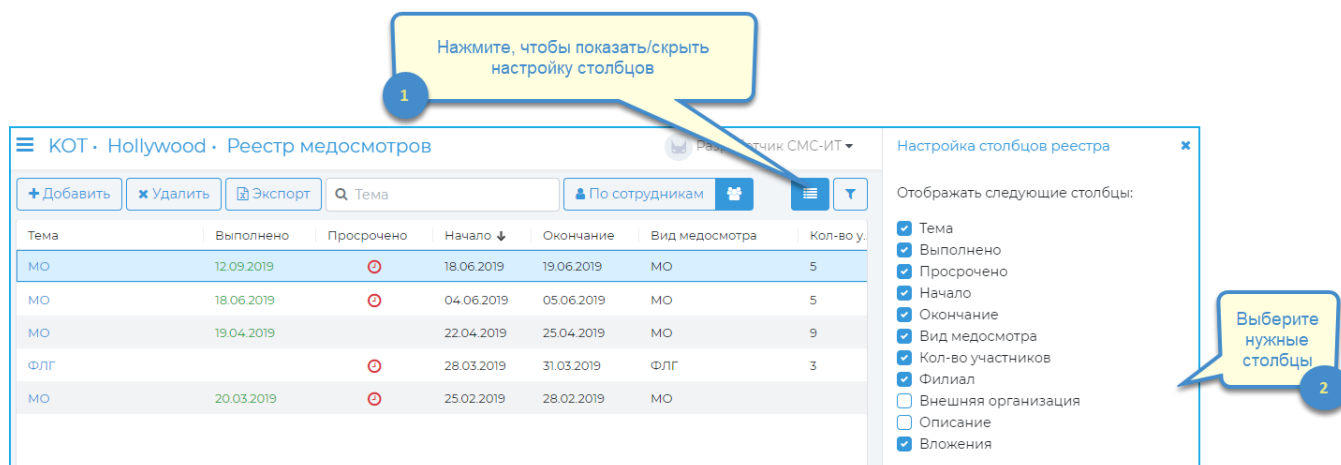 Нажмите, чтобы показать/скрыть
настройку столбцов
1
КОТ · Hollywood · Реестр медосмотров
СМС-ИТ
Настройка столбцов реестра
Добавить
Удалить
Экспорт
Тема
По сотрудникам
Отображать следующие столбцы:
Тема Выполнено Просрочено Начало Окончание Вид медосмотра Кол-во у...
МО 12.09.2019 18.06.2019 19.06.2019 МО 5
МО 18.06.2019 04.06.2019 05.06.2019 МО 5
МО 19.04.2019 22.04.2019 25.04.2019 МО 9
ФЛГ 28.03.2019 31.03.2019 ФЛГ 3
МО 20.03.2019 25.02.2019 28.02.2019 МО
Тема
Выполнено
Просрочено
Начало
Окончание
Вид медосмотра
Кол-во участников
Филиал
Внешняя организация
Описание
Вложения
Выберите
нужные
столбцы
2